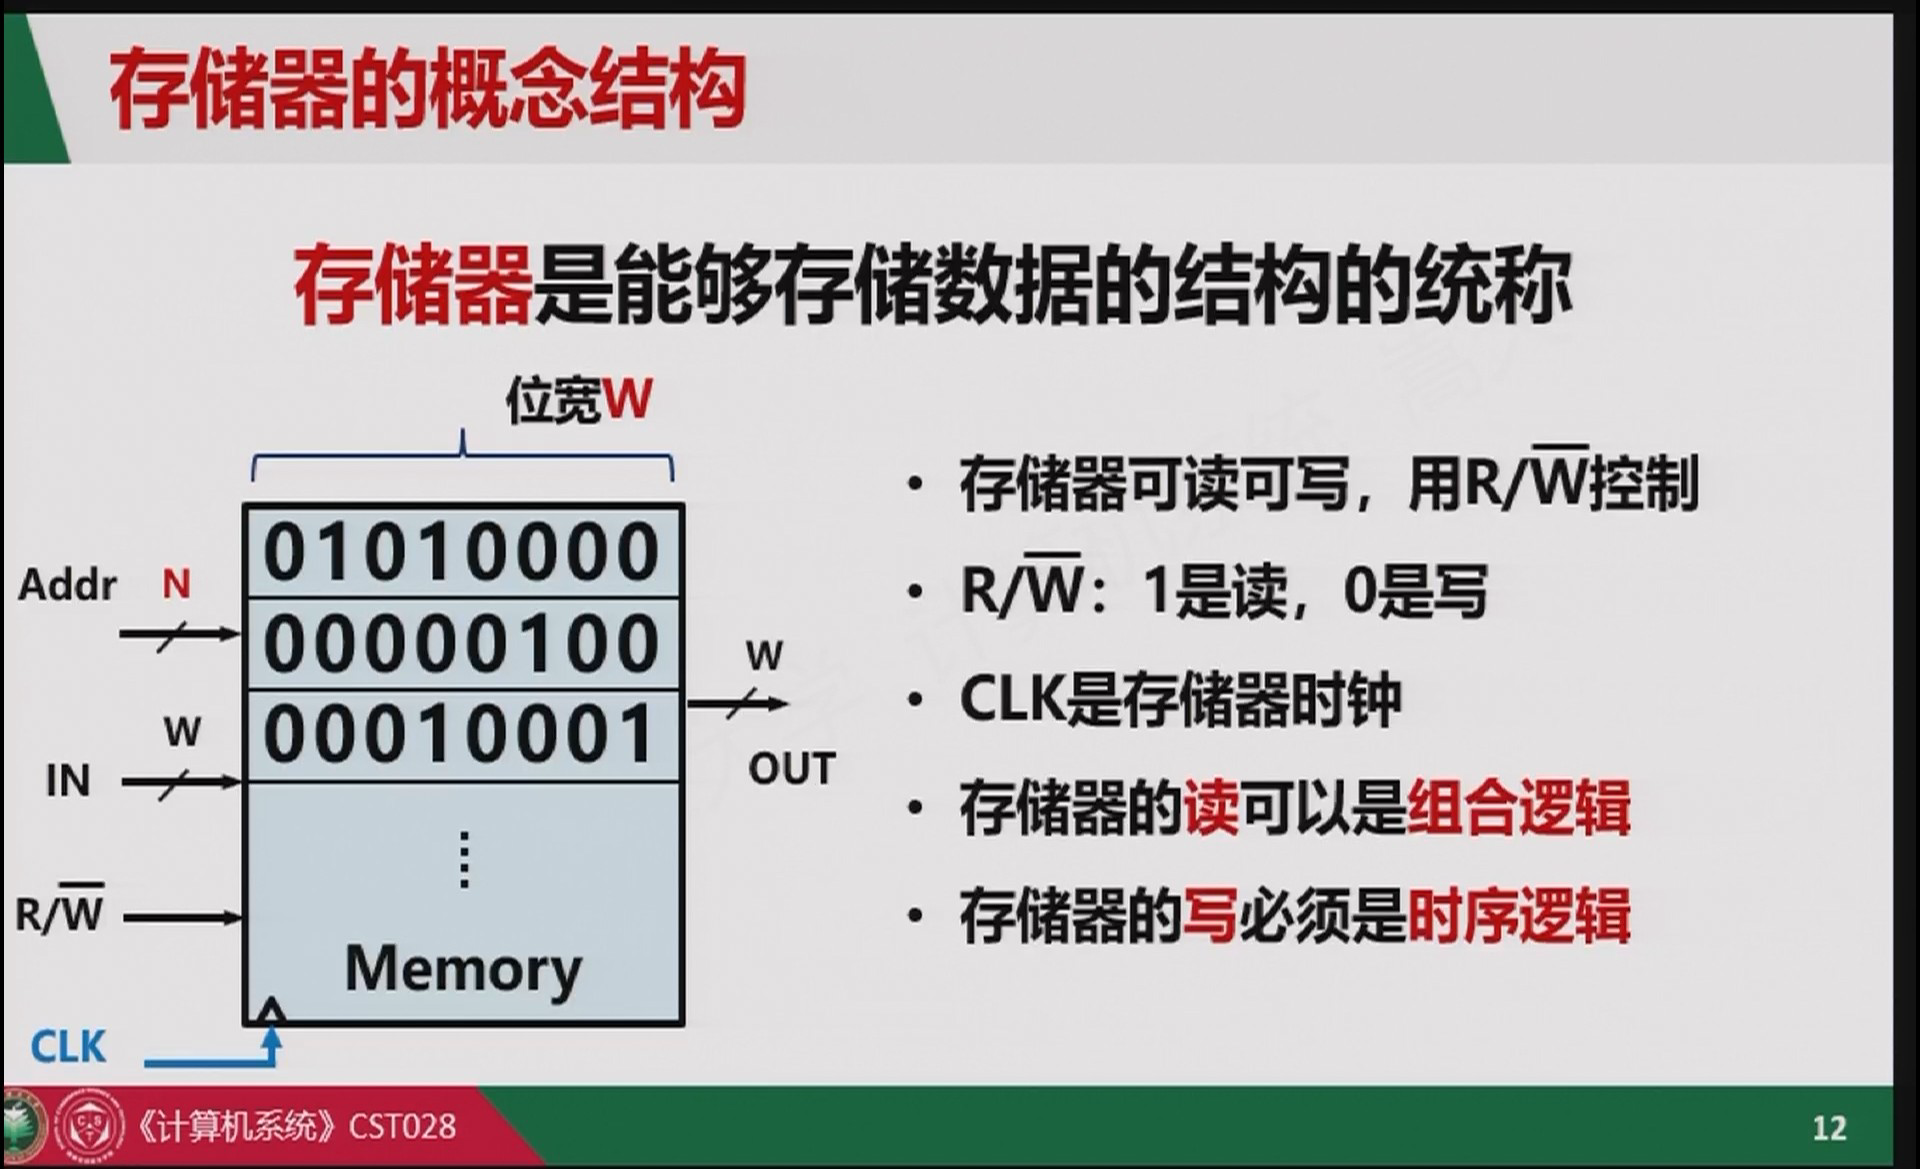 存储器的概念结构
存储器是能够存储数据的结构的统称
位宽W
01010000
00000100
00010001
Memory
Addr N
IN W
R/W̅
CLK
W
OUT
• 存储器可读可写，用R/W̅控制
• R/W̅：1是读，0是写
• CLK是存储器时钟
• 存储器的读可以是组合逻辑
• 存储器的写必须是时序逻辑
《计算机系统》CST028
12